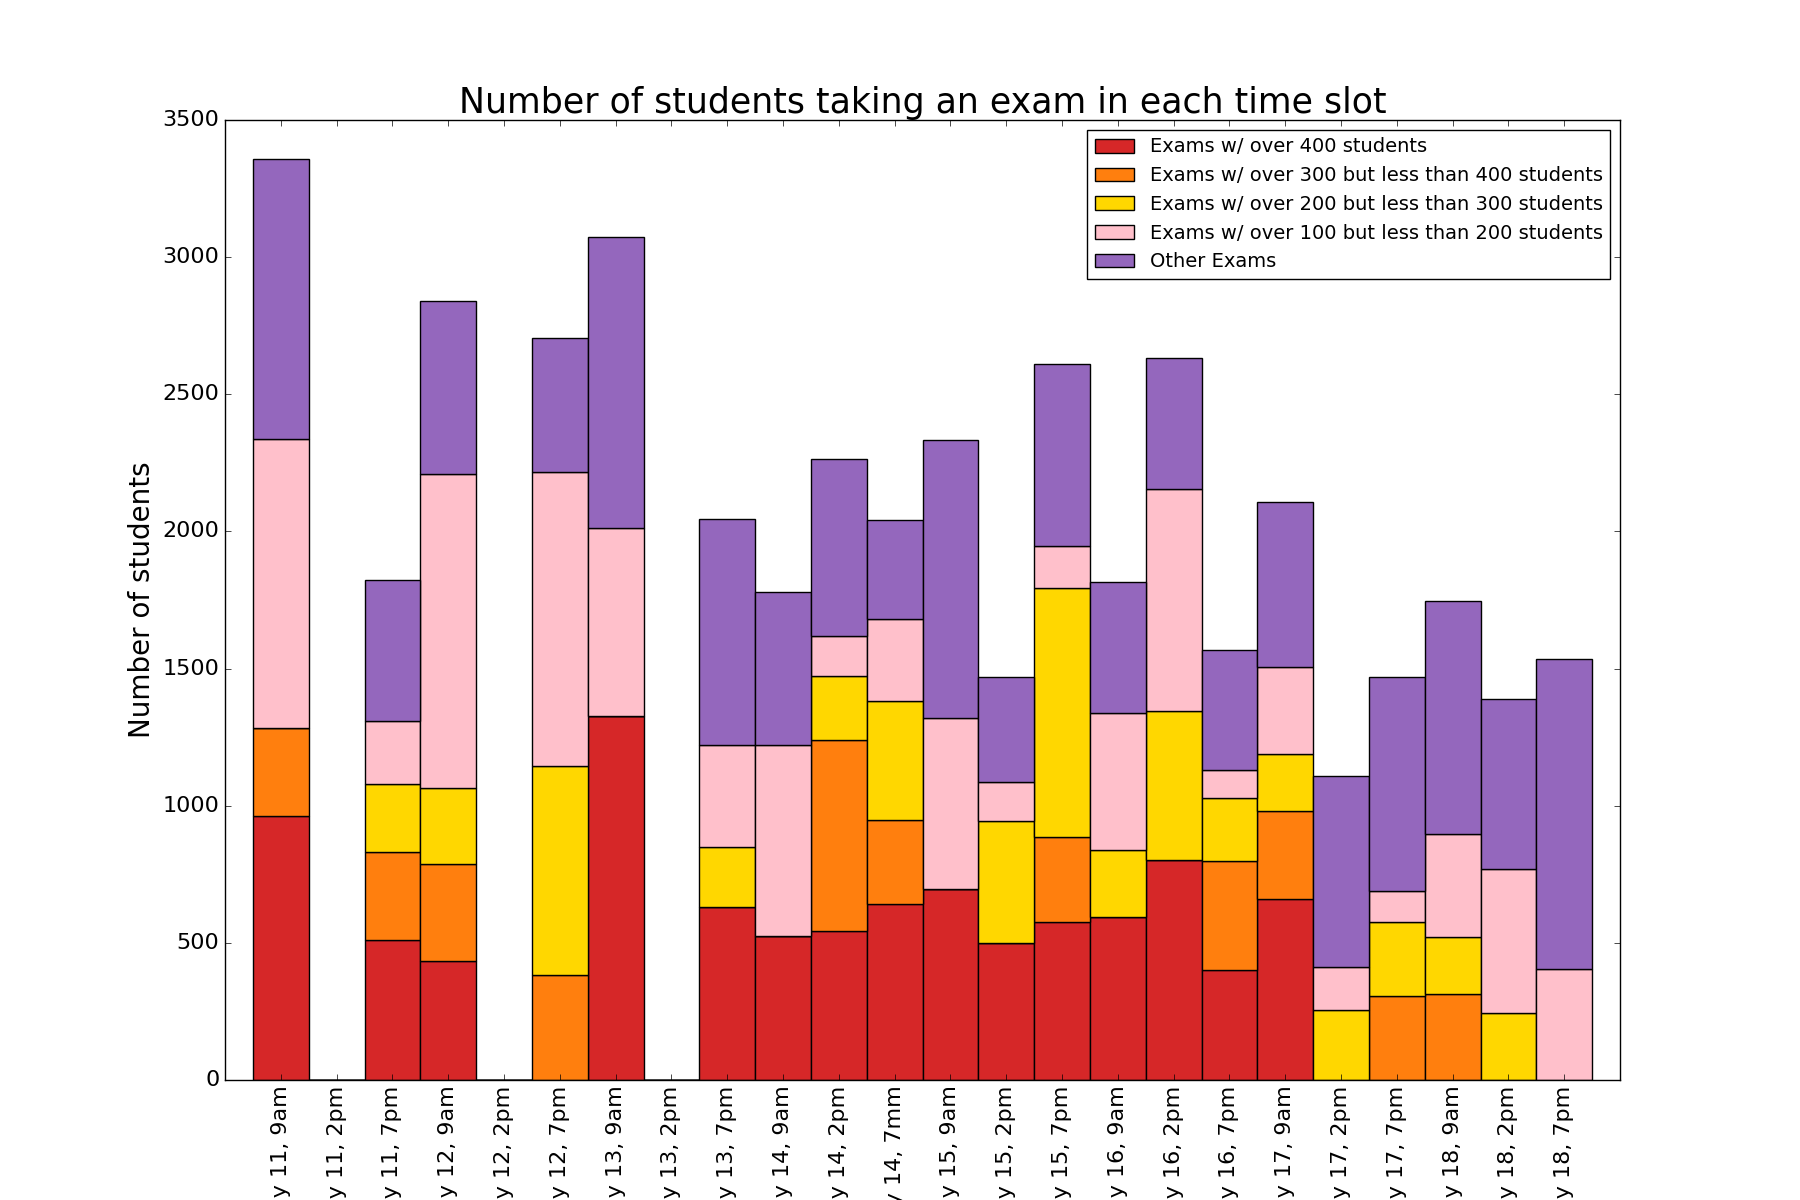 Number of students taking an exam in each time slot
Exams w/ over 400 students
Exams w/ over 300 but less than 400 students
Exams w/ over 200 but less than 300 students
Exams w/ over 100 but less than 200 students
Other Exams
Number of students
3500
3000
2500
2000
1500
1000
500
0
y 11, 9am
y 11, 2pm
y 11, 7pm
y 12, 9am
y 12, 2pm
y 12, 7pm
y 13, 9am
y 13, 2pm
y 13, 7pm
y 14, 9am
y 14, 2pm
y 14, 7mm
y 15, 9am
y 15, 2pm
y 15, 7pm
y 16, 9am
y 16, 2pm
y 16, 7pm
y 17, 9am
y 17, 2pm
y 17, 7pm
y 18, 9am
y 18, 2pm
y 18, 7pm